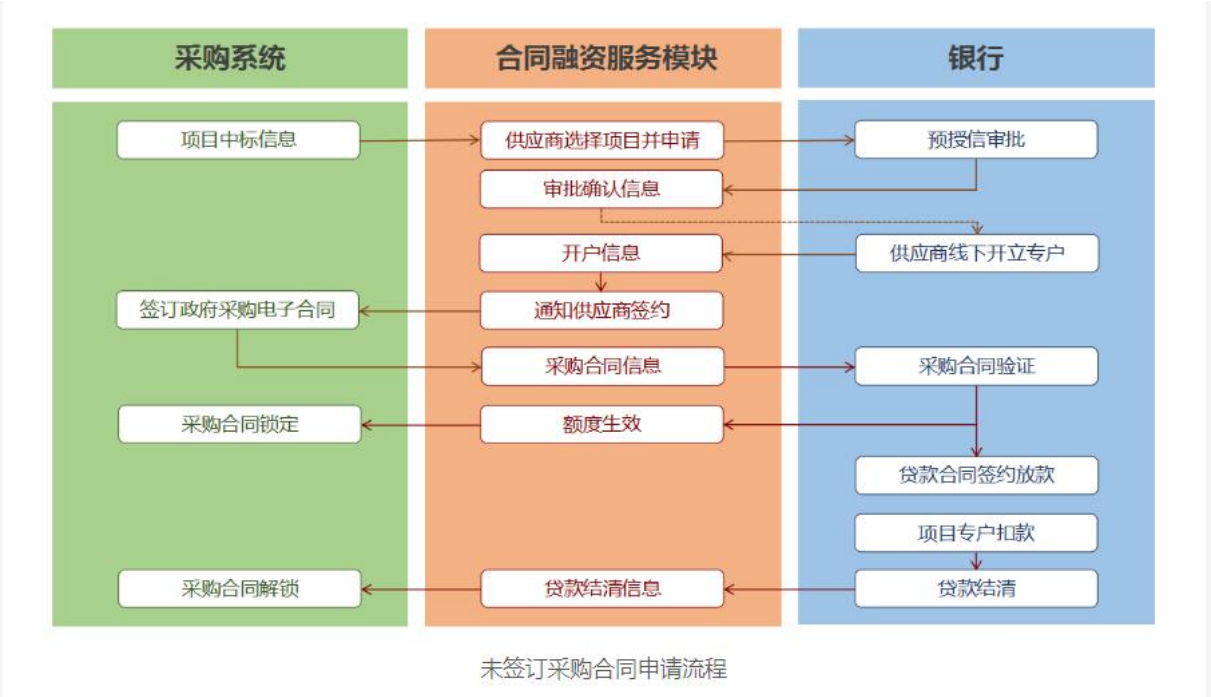 采购系统
合同融资服务模块
银行
项目中标信息
供应商选择项目并申请
预授信审批
审批确认信息
开户信息
供应商线下开立专户
签订政府采购电子合同
通知供应商签约
采购合同信息
采购合同验证
采购合同锁定
额度生效
贷款合同签约放款
项目专户扣款
采购合同解锁
贷款结清信息
贷款结清
未签订采购合同申请流程